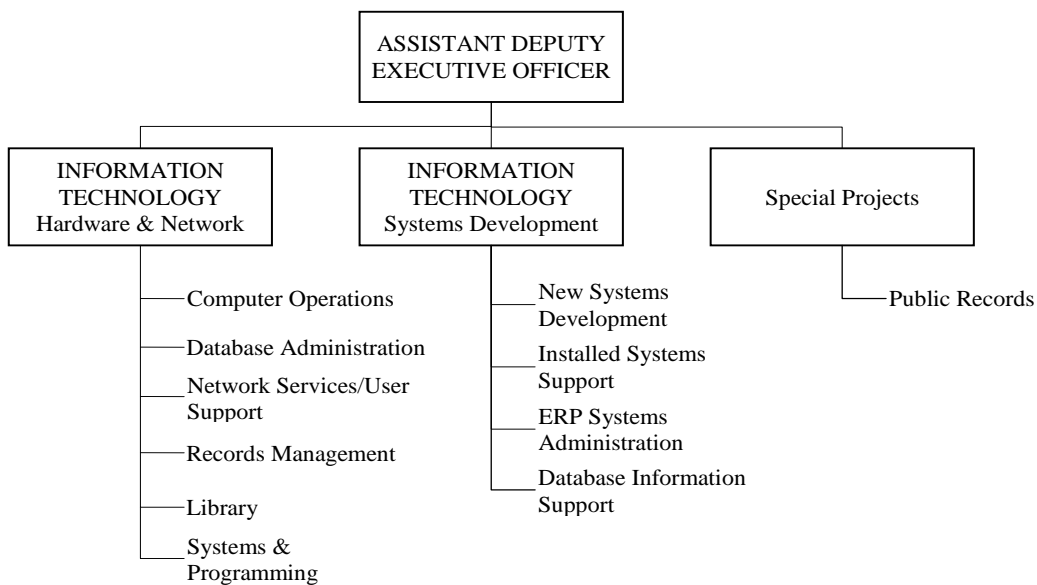 ASSISTANT DEPUTY
EXECUTIVE OFFICER
INFORMATION
TECHNOLOGY
Hardware & Network
INFORMATION
TECHNOLOGY
Systems Development
Special Projects
Computer Operations
Database Administration
Network Services/User
Support
Records Management
Library
Systems &
Programming
New Systems
Development
Installed Systems
Support
ERP Systems
Administration
Database Information
Support
Public Records